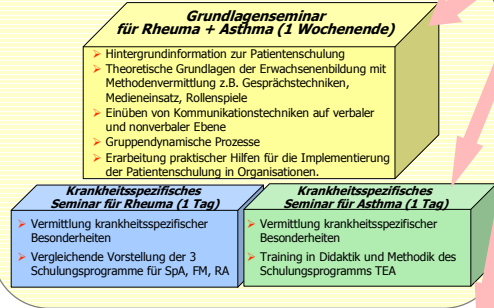 Grundlagenseminar
für Rheuma + Asthma (1 Wochenende)
➢ Hintergrundinformation zur Patientenschulung
➢ Theoretische Grundlagen der Erwachsenenbildung mit
Methodenvermittlung z.B. Gesprächstechniken,
Medieneinsatz, Rollenspiele
➢ Einüben von Kommunikationstechniken auf verbaler
und nonverbaler Ebene
➢ Gruppendynamische Prozesse
➢ Erarbeitung praktischer Hilfen für die Implementierung
der Patientenschulung in Organisationen.
Krankheitsspezifisches
Seminar für Rheuma (1 Tag)
➢ Vermittlung krankheitsspezifischer
Besonderheiten
➢ Vergleichende Vorstellung der 3
Schulungsprogramme für SpA, FM, RA
Krankheitsspezifisches
Seminar für Asthma (1 Tag)
➢ Vermittlung krankheitsspezifischer
Besonderheiten
➢ Training in Didaktik und Methodik des
Schulungsprogramms TEA